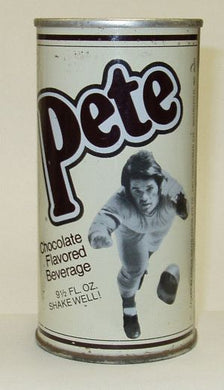 Pete
Chocolate
Flavored
Beverage
9½ FL. OZ.
SHAKE WELL!